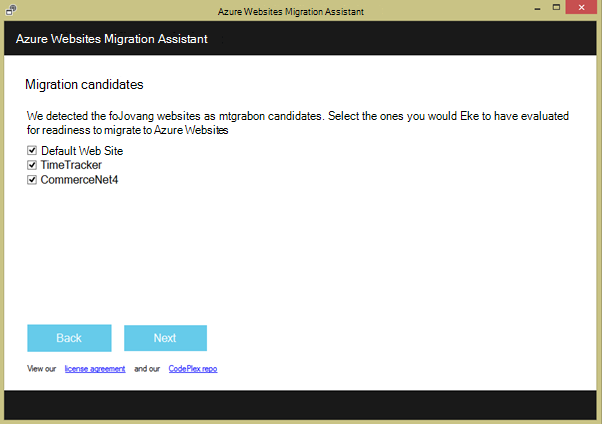 Azure Websites Migration Assistant
Azure Websites Migration Assistant
Migration candidates
We detected the foJovang websites as mtgrabon candidates. Select the ones you would Eke to have evaluated
for readiness to migrate to Azure Websites
Default Web Site
TimeTracker
CommerceNet4
Back Next
View our license agreement and our CodePlex repo